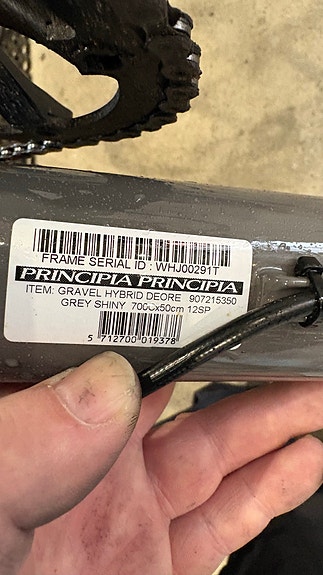 FRAME SERIAL ID : WHJ00291T
PRINCIPIA PRINCIPIA
ITEM: GRAVEL HYBRID DEORE 907215350
GREY SHINY 700Cx50cm 12SP
5 712700 019378